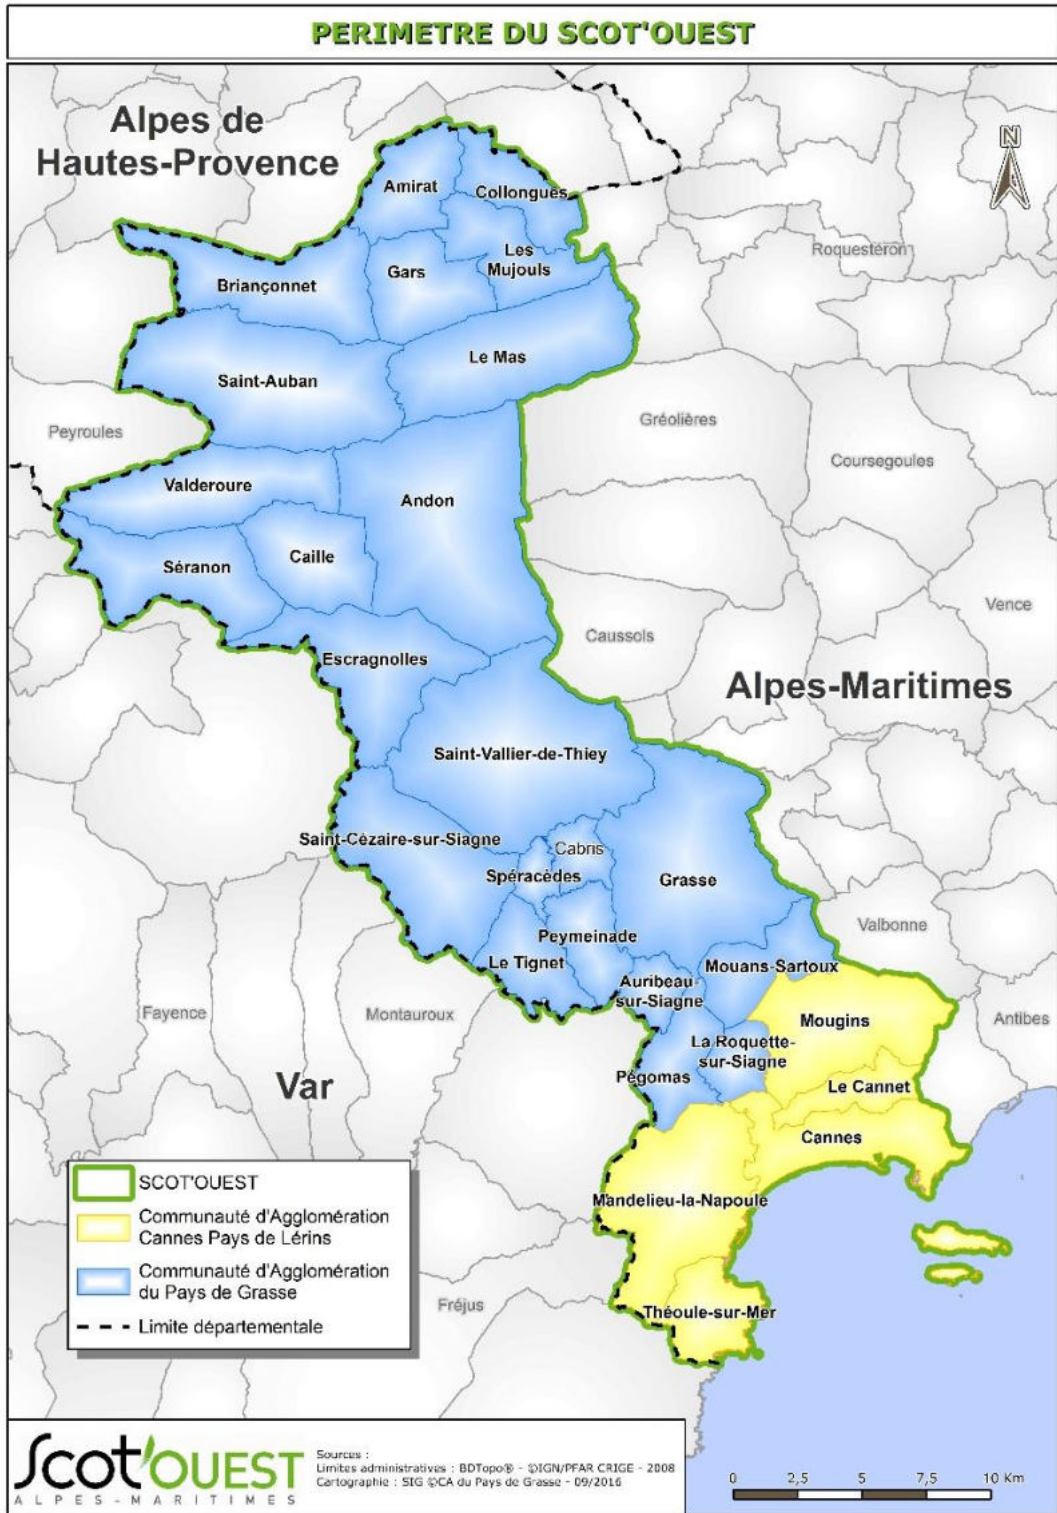 PERIMETRE DU SCOT'OUEST
Alpes de
Hautes-Provence
N
Amirat
Collongues
Roquestéron
Les
Mujouls
Gars
Briançonnet
Le Mas
Saint-Auban
Peyroules
Gréolières
Coursegoules
Valderoure
Andon
Caille
Séranon
Vence
Caussols
Escragnolles
Alpes-Maritimes
Saint-Vallier-de-Thiey
Saint-Cézaire-sur-Siagne
Cabris
Spéracèdes
Grasse
Valbonne
Peymeinade
Le Tignet
Mouans-Sartoux
Auribeau-
sur-Siagne
Fayence
Montauroux
Mougins
Antibes
La Roquette-
sur-Siagne
Pégomas
Var
Le Cannet
Cannes
Mandelieu-la-Napoule
Fréjus
Théoule-sur-Mer
SCOT'OUEST
Communauté d'Agglomération
Cannes Pays de Lérins
Communauté d'Agglomération
du Pays de Grasse
Limite départementale
Scot'OUEST
ALPES-MARITIMES
Sources :
Limites administratives : BDTopo® - ©IGN/PFAR CRIGE - 2008
Cartographie : SIG ©CA du Pays de Grasse - 09/2016
0 2,5 5 7,5 10 Km